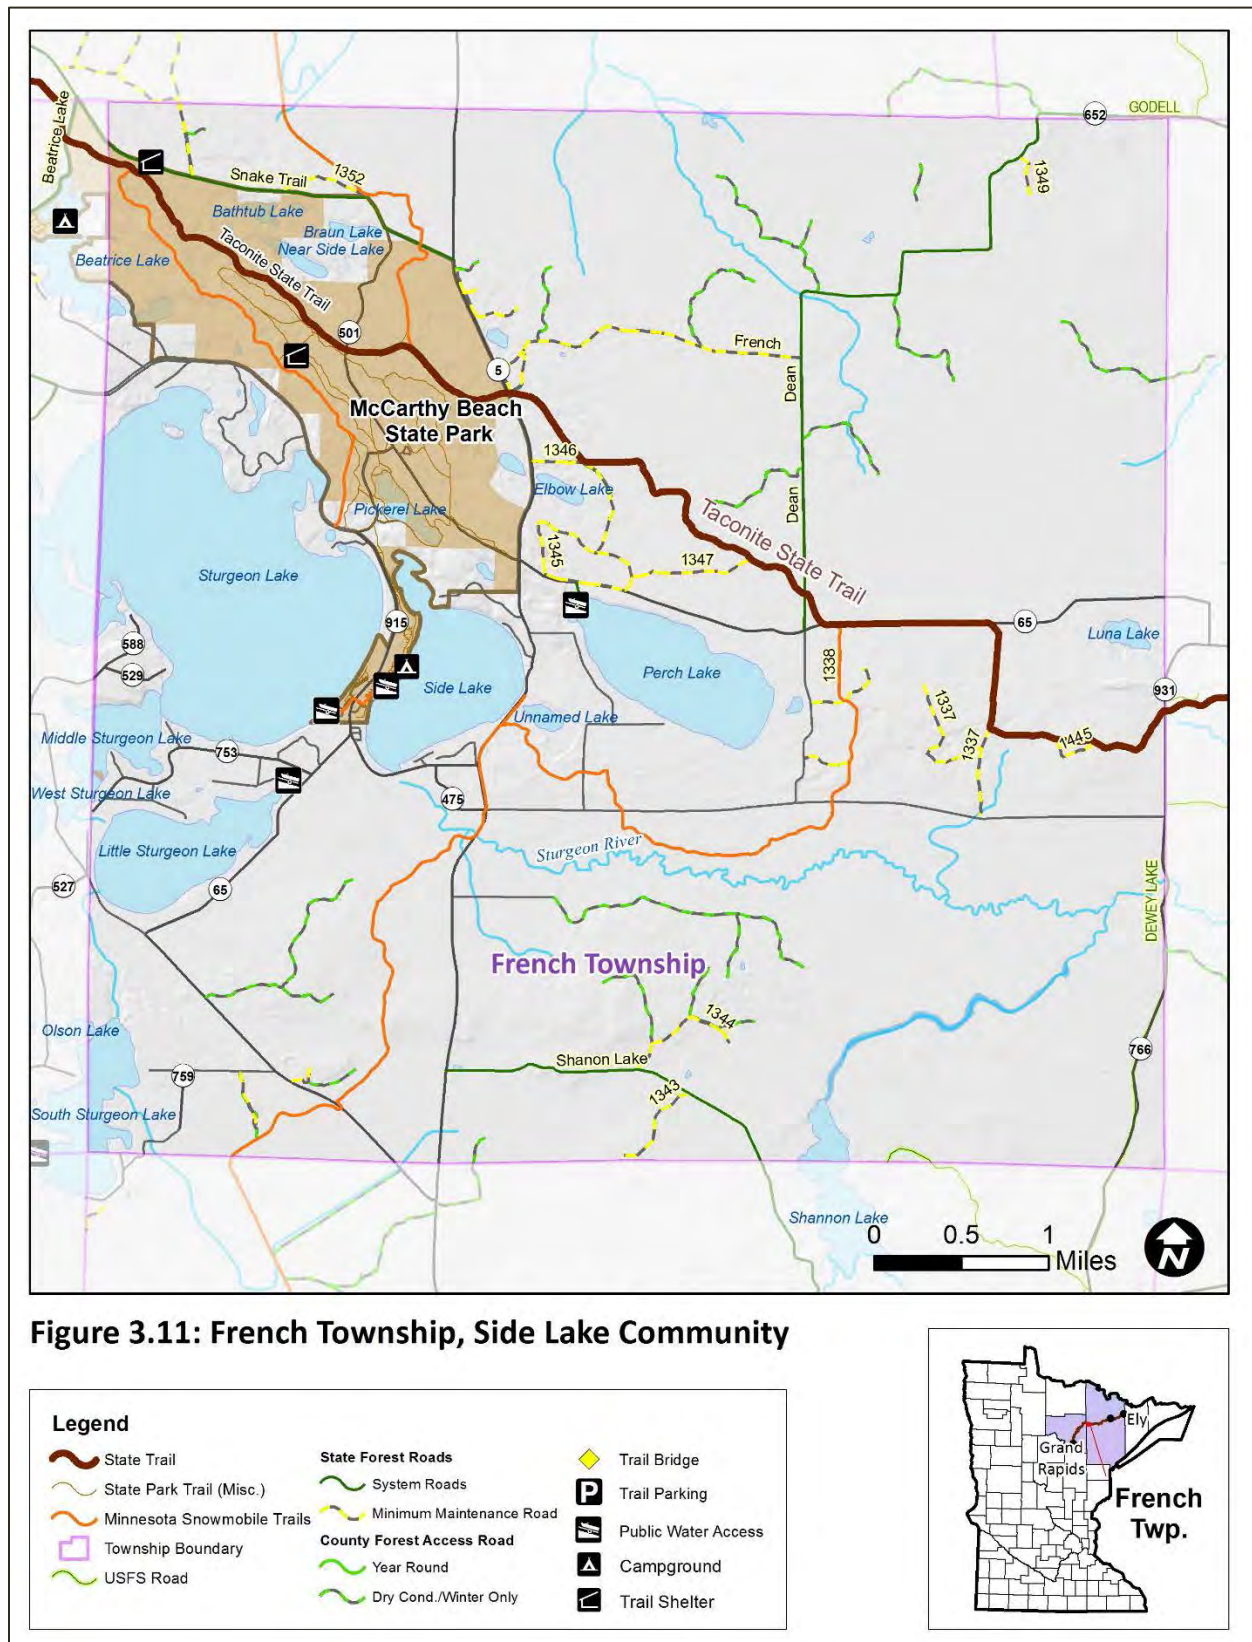 GODELL
652
Beatrice Lake
Snake Trail
1352
1349
Bathtub Lake
Braun Lake
Near Side Lake
Beatrice Lake
Taconite State Trail
501
French
5
Dean
McCarthy Beach
State Park
1346
Elbow Lake
Dean
Pickerel Lake
Taconite State Trail
1345
1347
Sturgeon Lake
915
65
Luna Lake
588
529
1338
Perch Lake
Side Lake
931
Unnamed Lake
1337
Middle Sturgeon Lake
753
1337
1445
West Sturgeon Lake
475
Little Sturgeon Lake
Sturgeon River
527
65
DEWEY LAKE
French Township
1344
Olson Lake
Shanon Lake
766
759
1343
South Sturgeon Lake
Shannon Lake
0 0.5 1
Miles
N
Figure 3.11: French Township, Side Lake Community
Legend
State Trail
State Park Trail (Misc.)
Minnesota Snowmobile Trails
Township Boundary
USFS Road
State Forest Roads
System Roads
Minimum Maintenance Road
County Forest Access Road
Year Round
Dry Cond./Winter Only
Trail Bridge
P
Trail Parking
Public Water Access
Campground
Trail Shelter
Ely
Grand
Rapids
French
Twp.